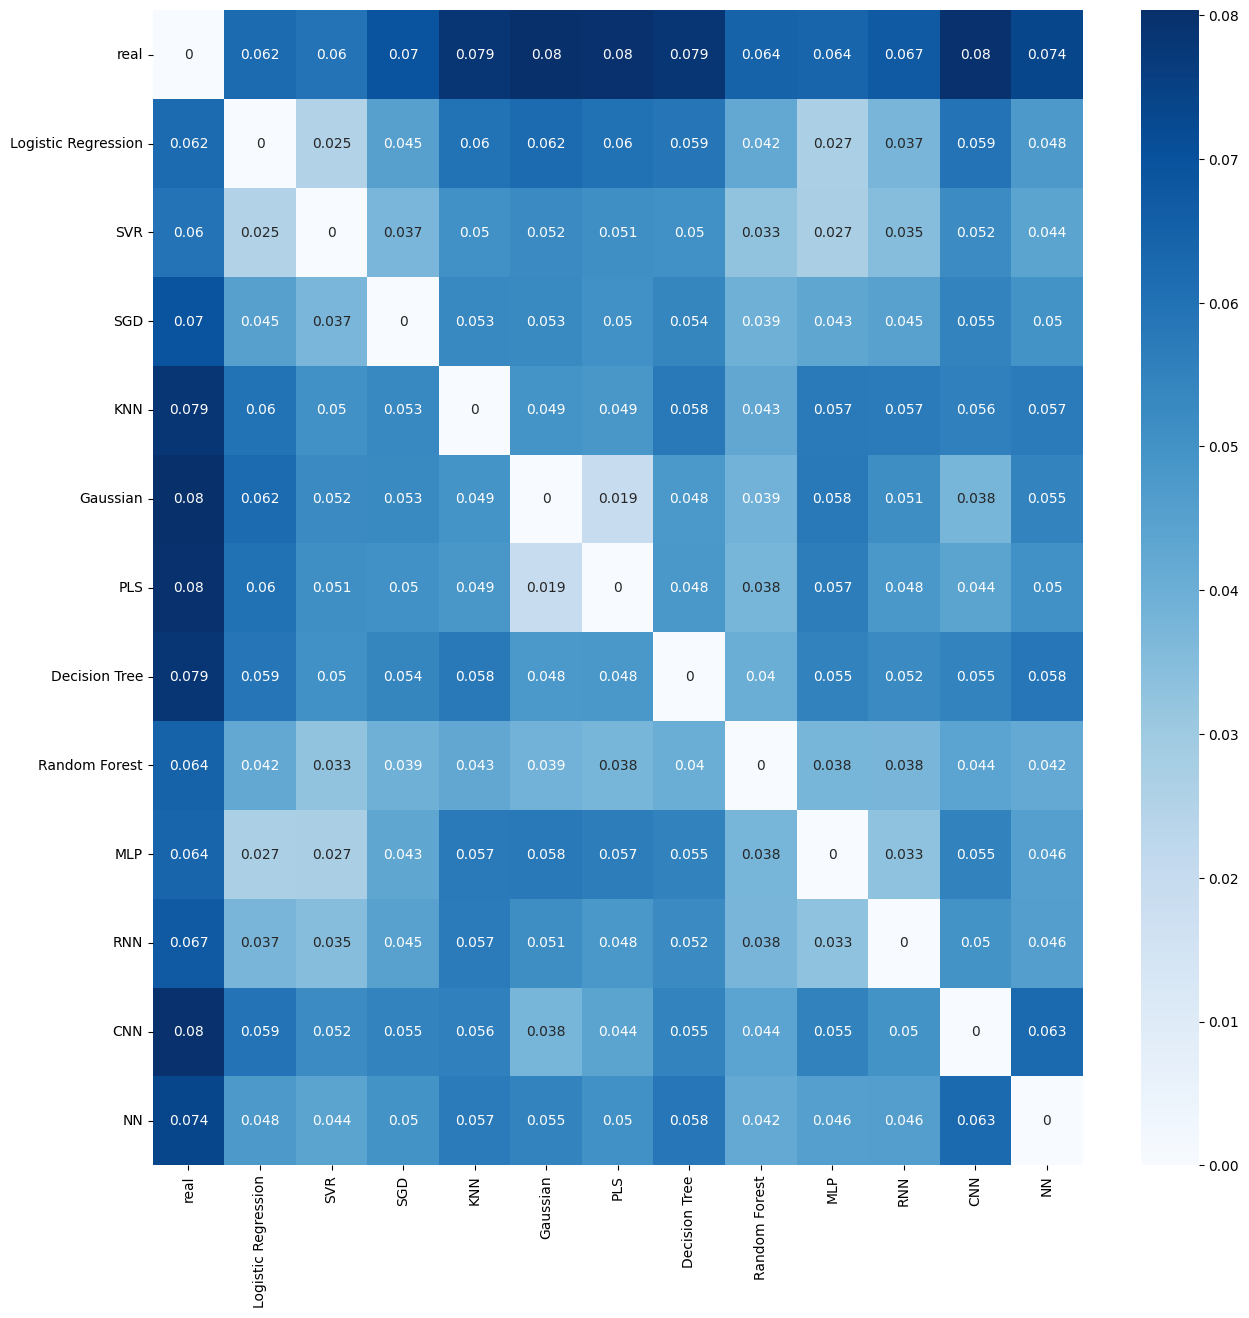 real 0 0.062 0.06 0.07 0.079 0.08 0.08 0.079 0.064 0.064 0.067 0.08 0.074
Logistic Regression 0.062 0 0.025 0.045 0.06 0.062 0.06 0.059 0.042 0.027 0.037 0.059 0.048
SVR 0.06 0.025 0 0.037 0.05 0.052 0.051 0.05 0.033 0.027 0.035 0.052 0.044
SGD 0.07 0.045 0.037 0 0.053 0.053 0.05 0.054 0.039 0.043 0.045 0.055 0.05
KNN 0.079 0.06 0.05 0.053 0 0.049 0.049 0.058 0.043 0.057 0.057 0.056 0.057
Gaussian 0.08 0.062 0.052 0.053 0.049 0 0.019 0.048 0.039 0.058 0.051 0.038 0.055
PLS 0.08 0.06 0.051 0.05 0.049 0.019 0 0.048 0.038 0.057 0.048 0.044 0.05
Decision Tree 0.079 0.059 0.05 0.054 0.058 0.048 0.048 0 0.04 0.055 0.052 0.055 0.058
Random Forest 0.064 0.042 0.033 0.039 0.043 0.039 0.038 0.04 0 0.038 0.038 0.044 0.042
MLP 0.064 0.027 0.027 0.043 0.057 0.058 0.057 0.055 0.038 0 0.033 0.055 0.046
RNN 0.067 0.037 0.035 0.045 0.057 0.051 0.048 0.052 0.038 0.033 0 0.05 0.046
CNN 0.08 0.059 0.052 0.055 0.056 0.038 0.044 0.055 0.044 0.055 0.05 0 0.063
NN 0.074 0.048 0.044 0.05 0.057 0.055 0.05 0.058 0.042 0.046 0.046 0.063 0
real
Logistic Regression
SVR
SGD
KNN
Gaussian
PLS
Decision Tree
Random Forest
MLP
RNN
CNN
NN
0.08
0.07
0.06
0.05
0.04
0.03
0.02
0.01
0.00